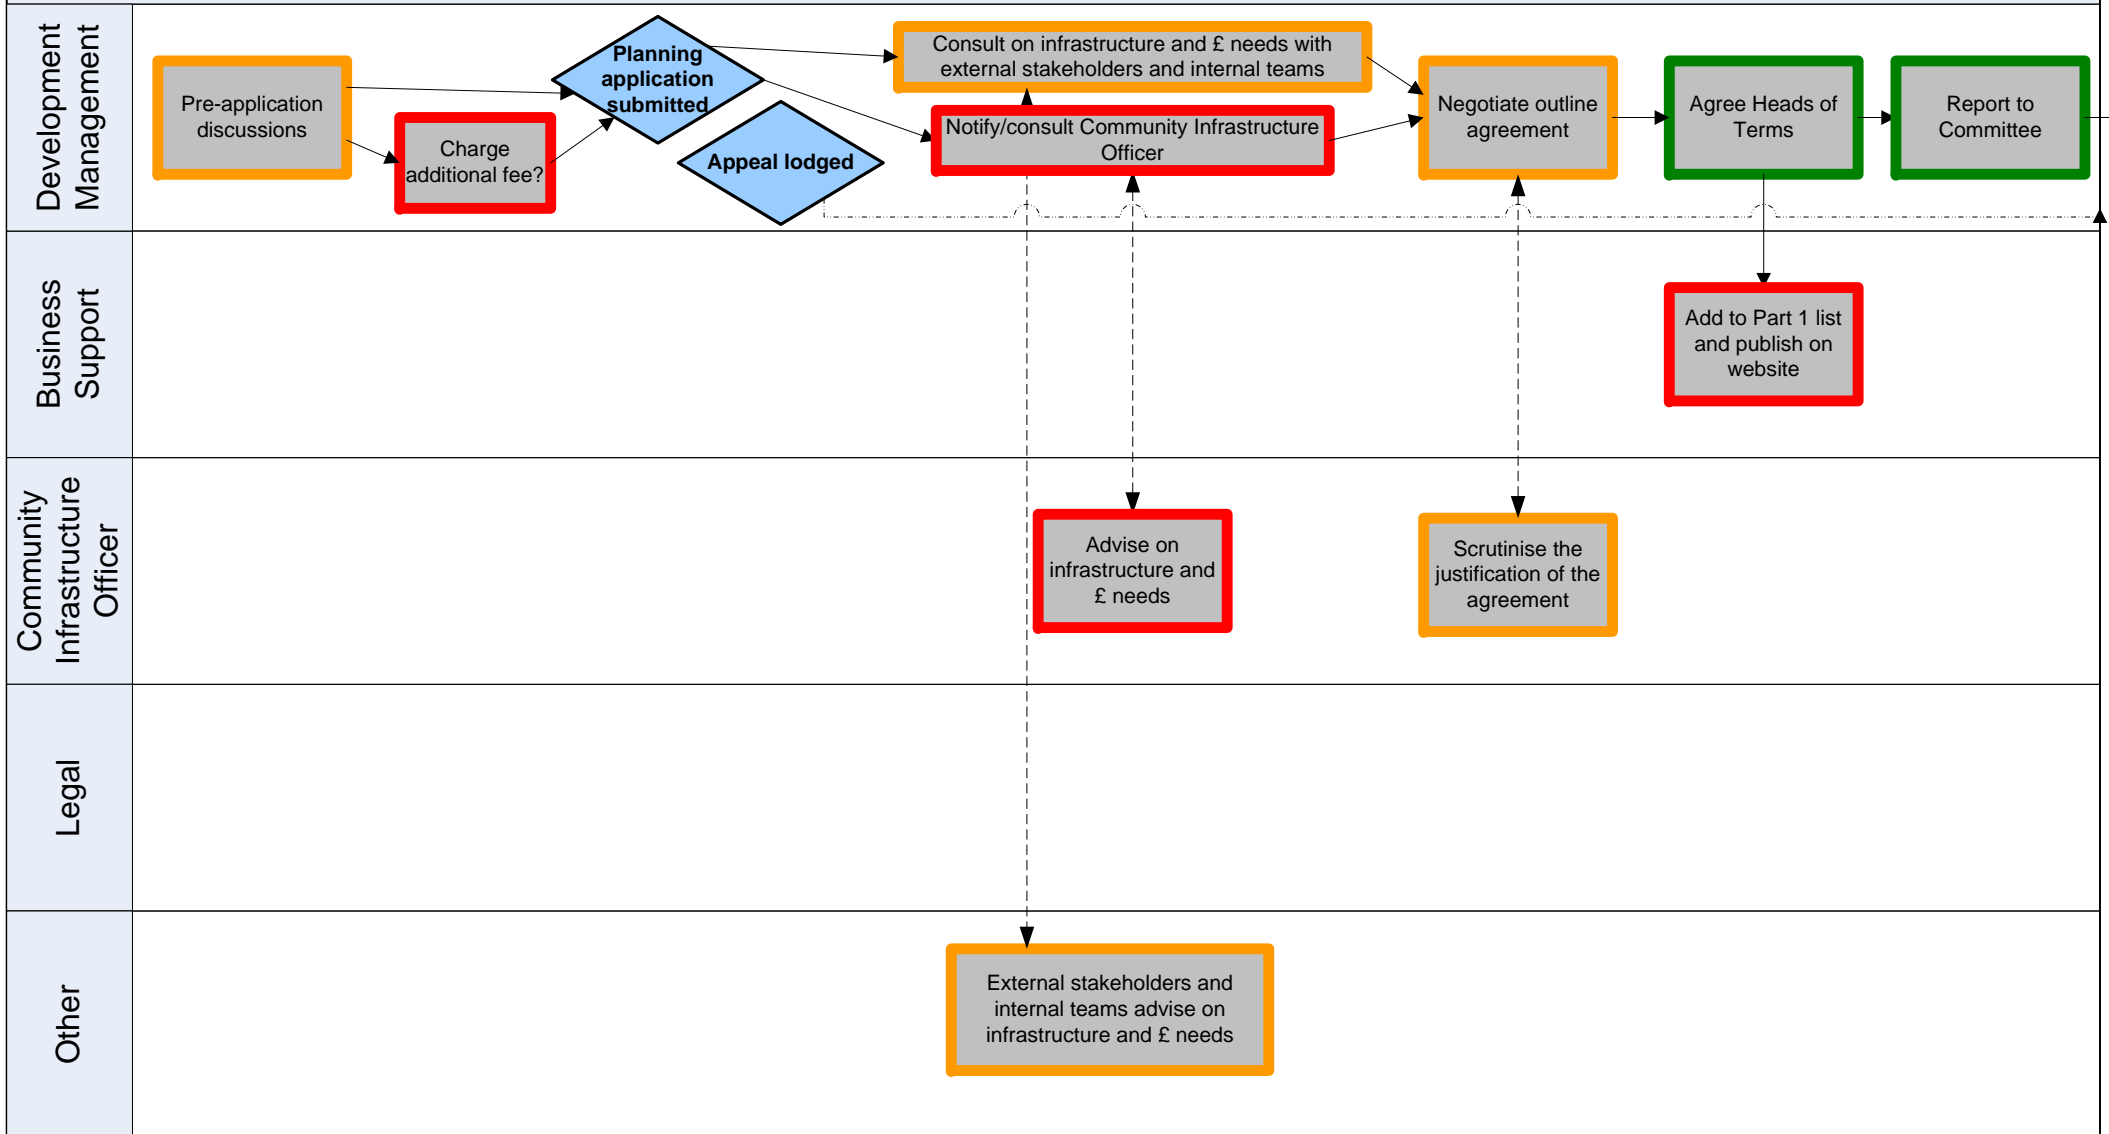 Development
Management
Pre-application
discussions
Charge
additional fee?
Planning
application
submitted
Appeal lodged
Consult on infrastructure and £ needs with
external stakeholders and internal teams
Notify/consult Community Infrastructure
Officer
Negotiate outline
agreement
Agree Heads of
Terms
Report to
Committee
Business
Support
Add to Part 1 list
and publish on
website
Community
Infrastructure
Officer
Advise on
infrastructure and
£ needs
Scrutinise the
justification of the
agreement
Legal
Other
External stakeholders and
internal teams advise on
infrastructure and £ needs